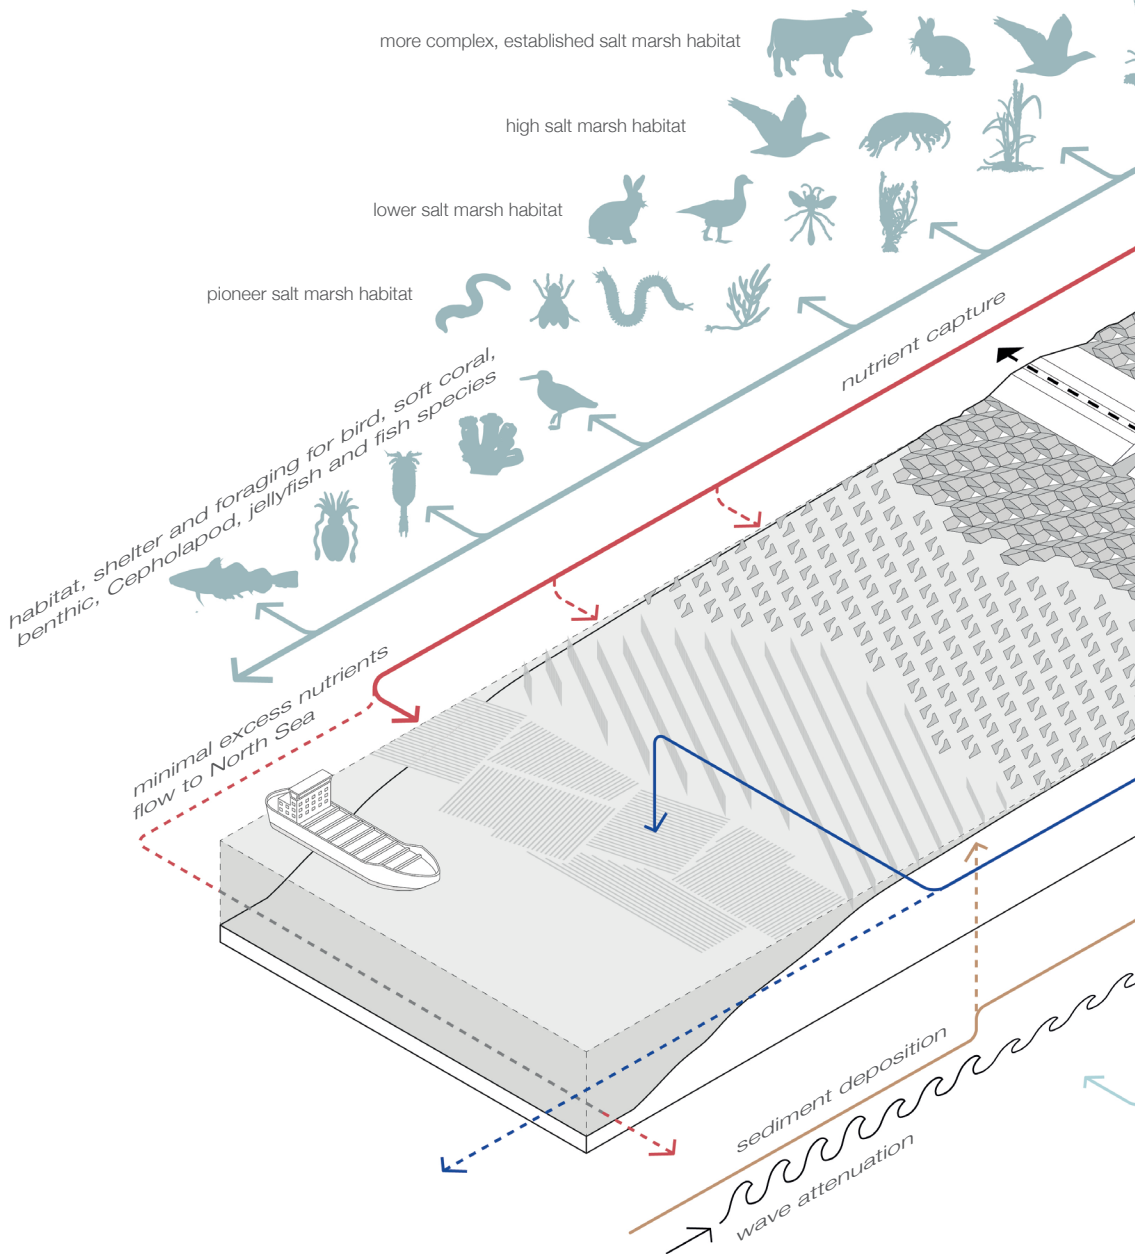 more complex, established salt marsh habitat
high salt marsh habitat
lower salt marsh habitat
pioneer salt marsh habitat
nutrient capture
habitat, shelter and foraging for bird, soft coral,
benthic, Cepholapod, jellyfish and fish species
minimal excess nutrients
flow to North Sea
sediment deposition
wave attenuation